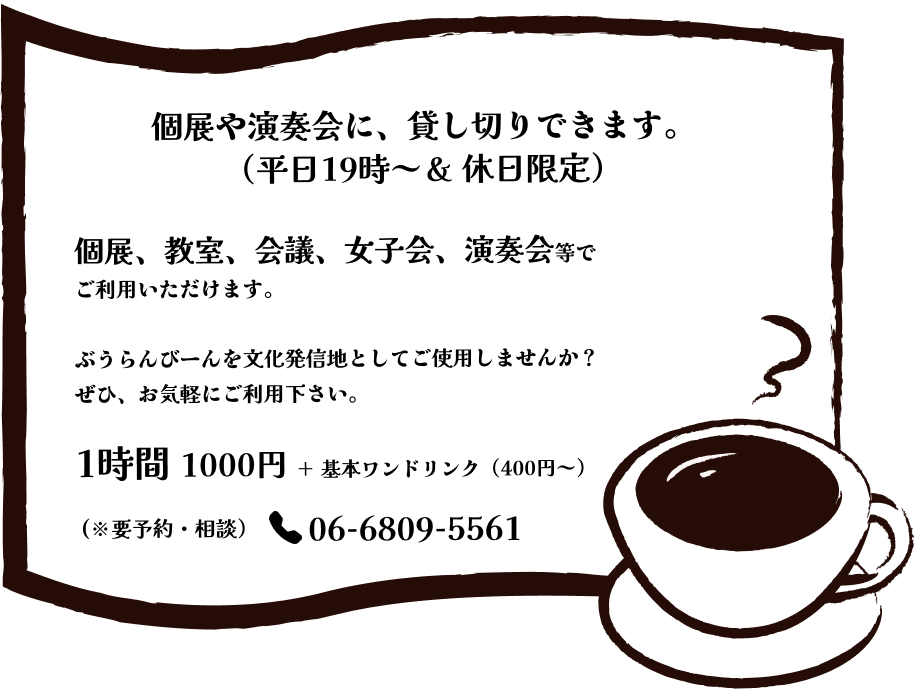 個展や演奏会に、貸し切りできます。
（平日19時〜＆休日限定）
個展、教室、会議、女子会、演奏会等で
ご利用いただけます。
ぶうらんびーんを文化発信地としてご使用しませんか？
ぜひ、お気軽にご利用下さい。
1時間 1000円 ＋ 基本ワンドリンク（400円〜）
（※要予約・相談） 06-6809-5561